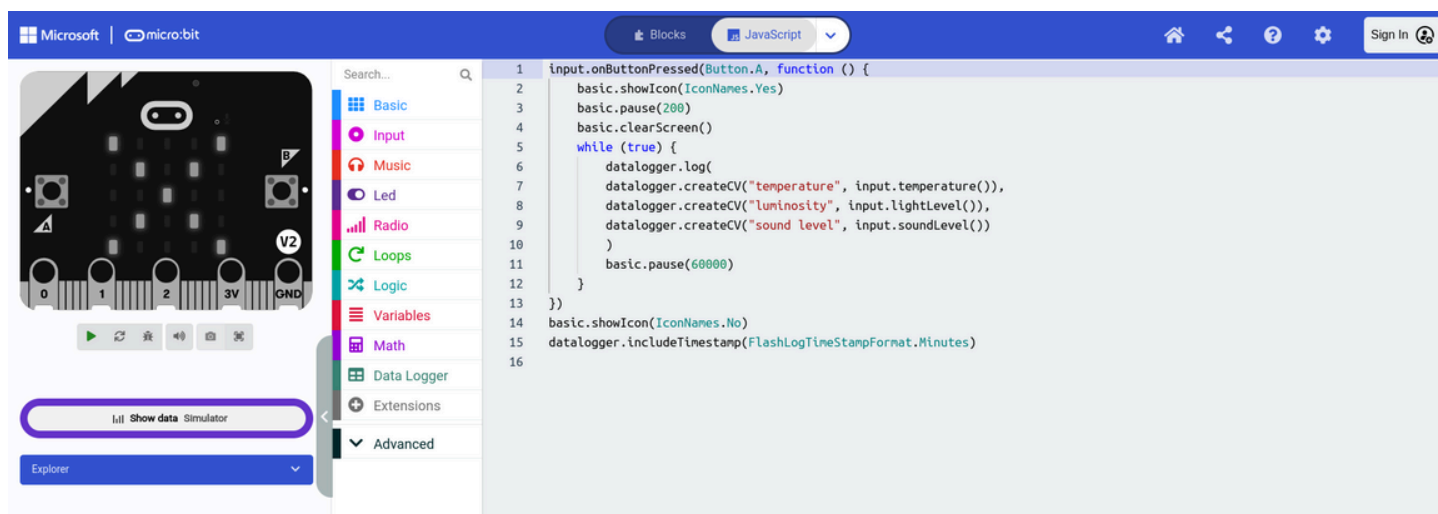 Microsoft | micro:bit
Blocks
JavaScript
Sign In
B
A
V2
0 1 2 3V GND
Show data Simulator
Explorer
Search...
Basic
Input
Music
Led
Radio
Loops
Logic
Variables
Math
Data Logger
Extensions
Advanced
1 input.onButtonPressed(Button.A, function () {
2 basic.showIcon(IconNames.Yes)
3 basic.pause(200)
4 basic.clearScreen()
5 while (true) {
6 datalogger.log(
7 datalogger.createCV("temperature", input.temperature()),
8 datalogger.createCV("luminosity", input.lightLevel()),
9 datalogger.createCV("sound level", input.soundLevel())
10 )
11 basic.pause(60000)
12 }
13 })
14 basic.showIcon(IconNames.No)
15 datalogger.includeTimestamp(FlashLogTimeStampFormat.Minutes)
16